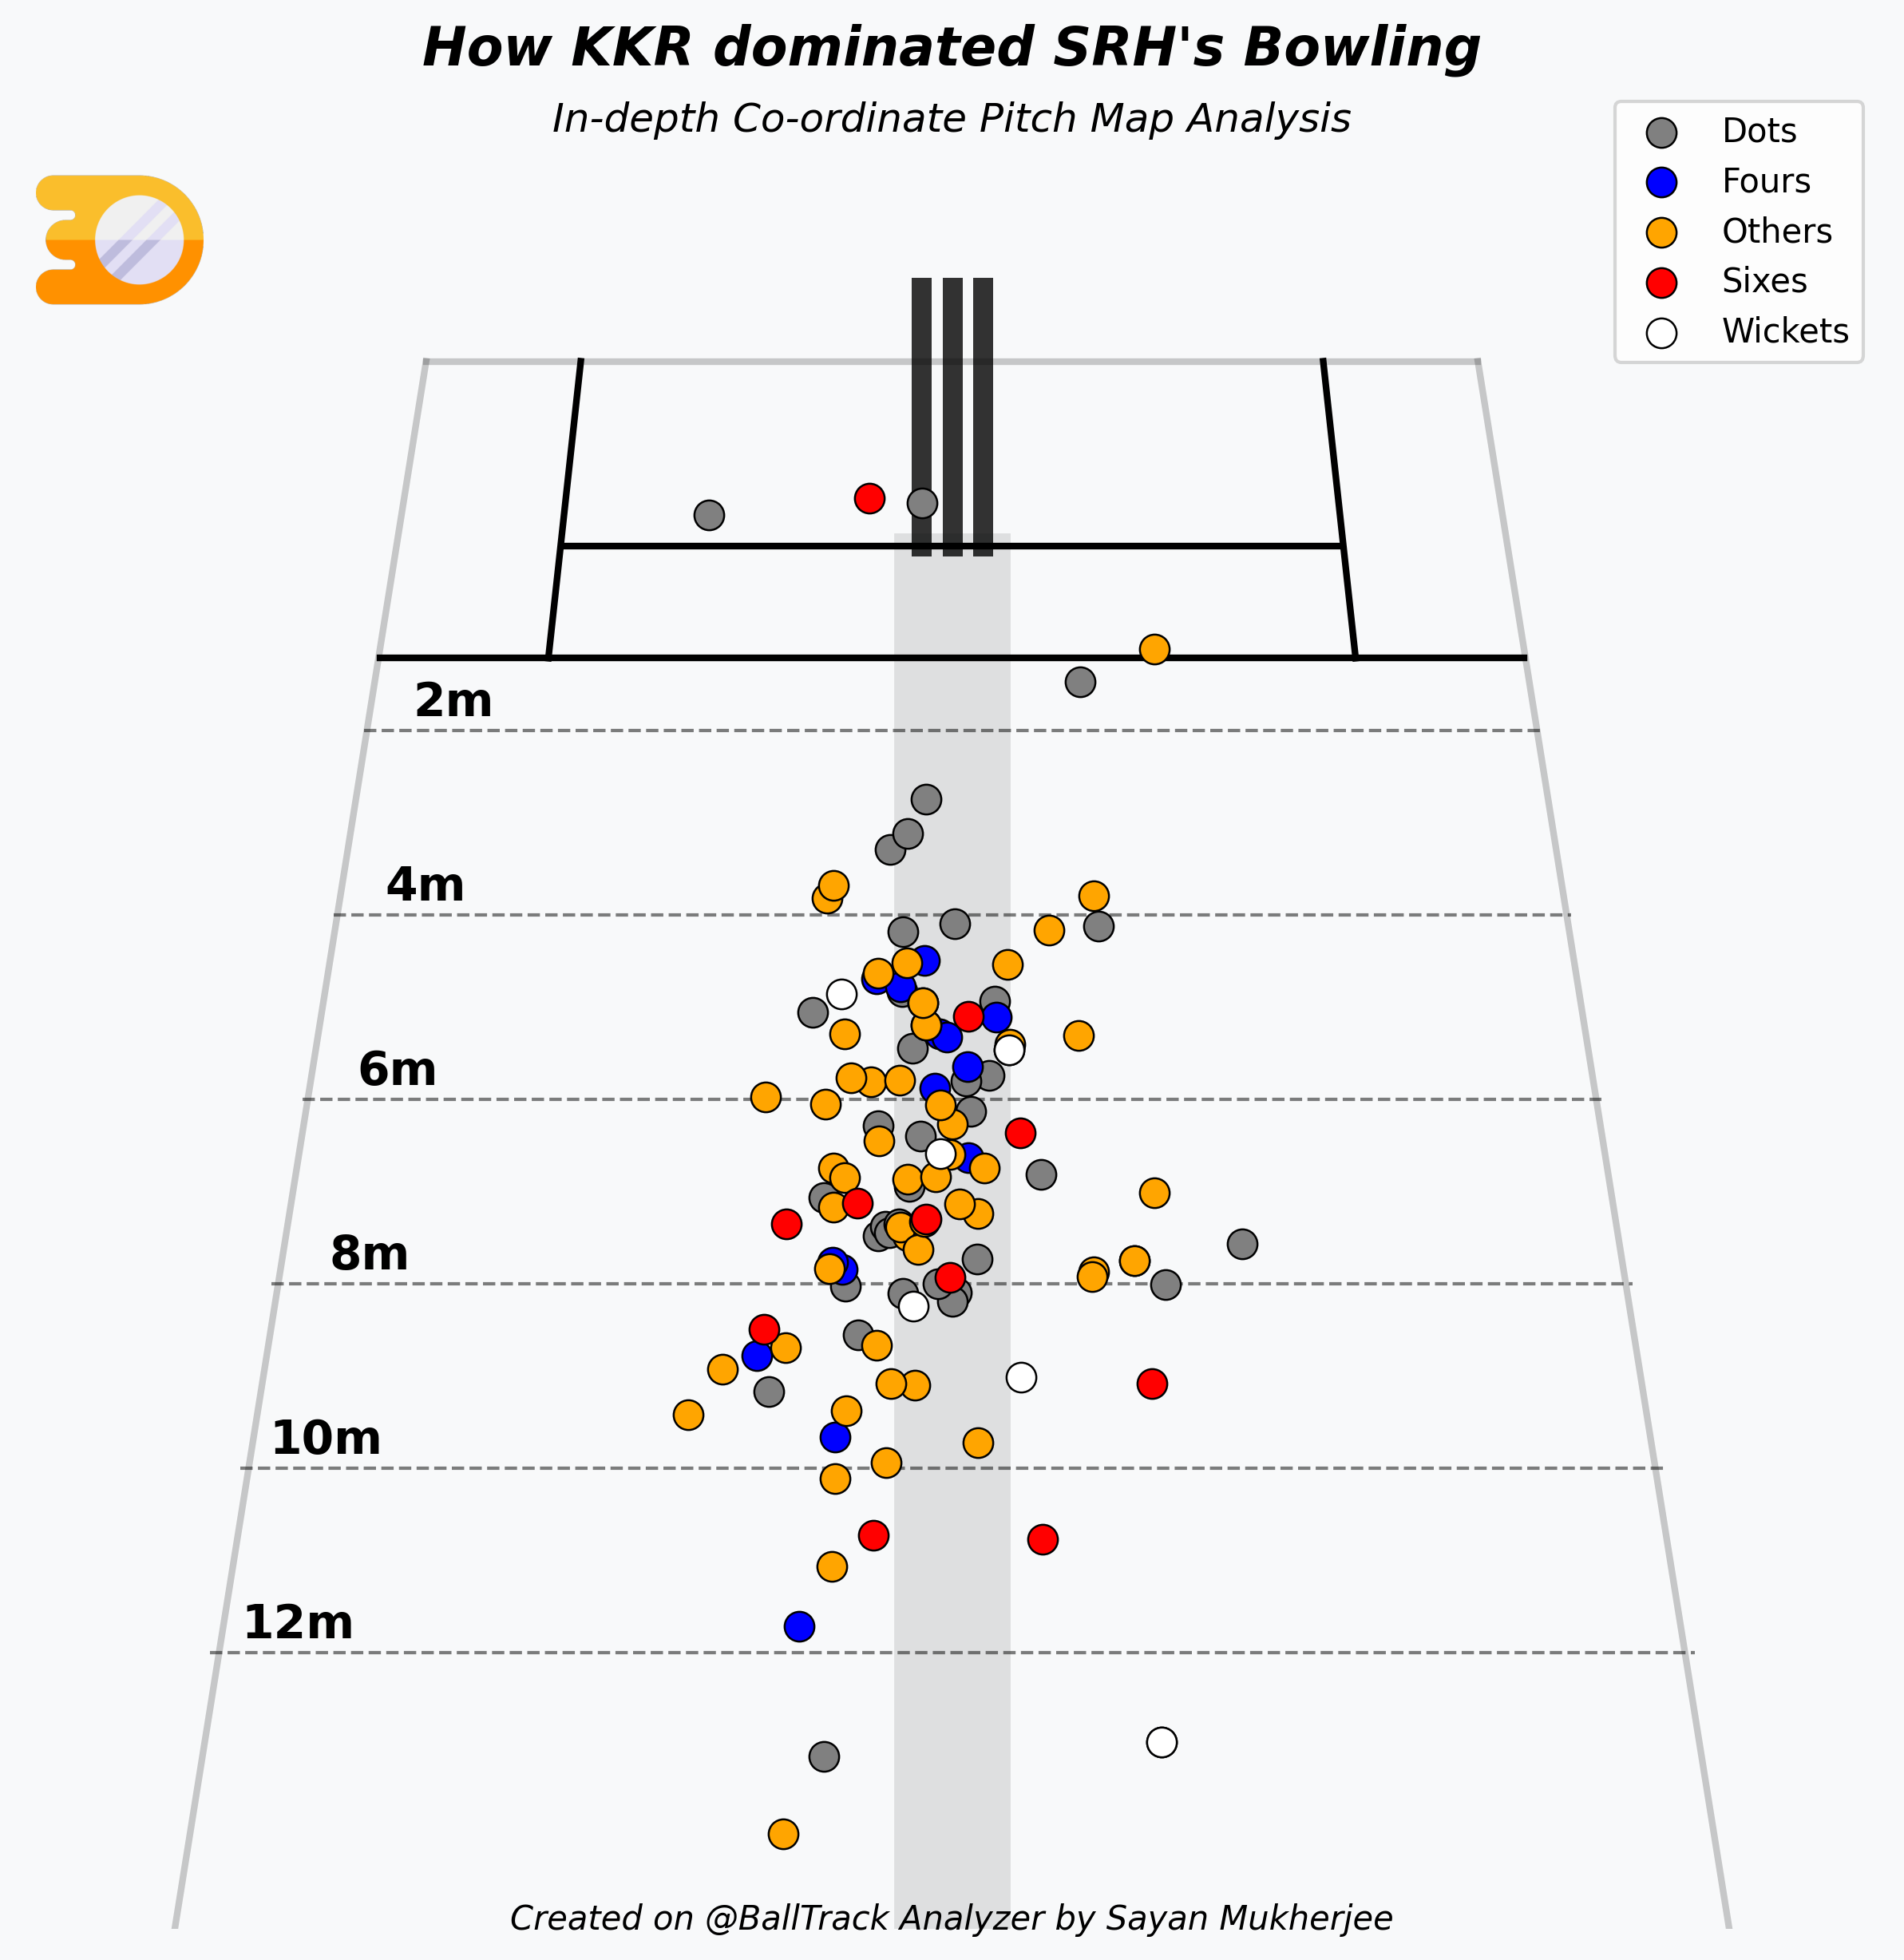 How KKR dominated SRH's Bowling
In-depth Co-ordinate Pitch Map Analysis
Dots
Fours
Others
Sixes
Wickets
2m
4m
6m
8m
10m
12m
Created on @BallTrack Analyzer by Sayan Mukherjee